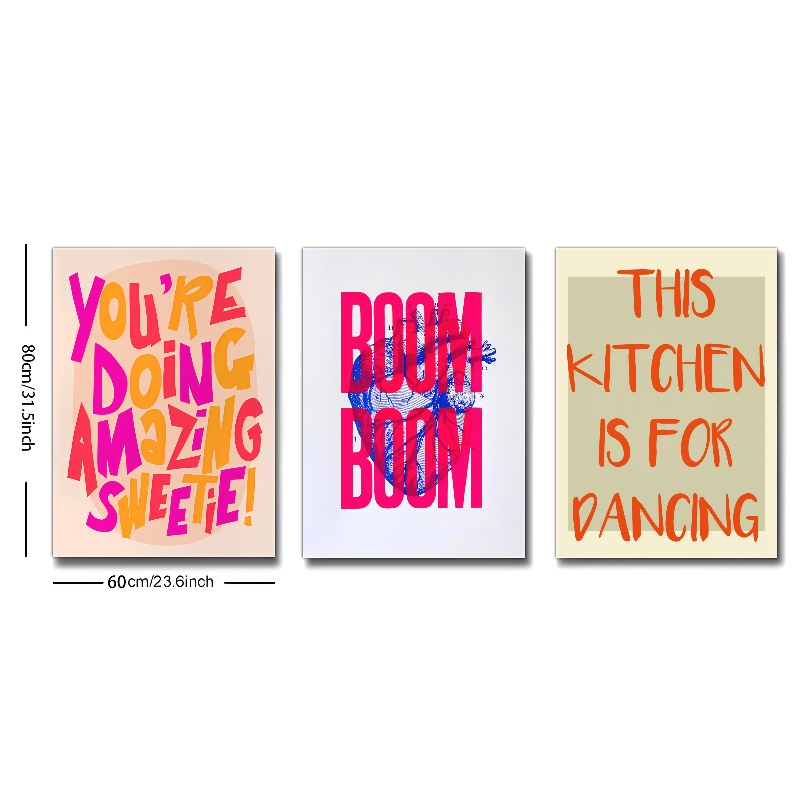 80cm/31.5inch
YOU'RE
DOiNG
AMaZiNG
SWEETiE!
BOOM
BOOM
THIS
KITCHEN
IS FOR
DANCING
60cm/23.6inch